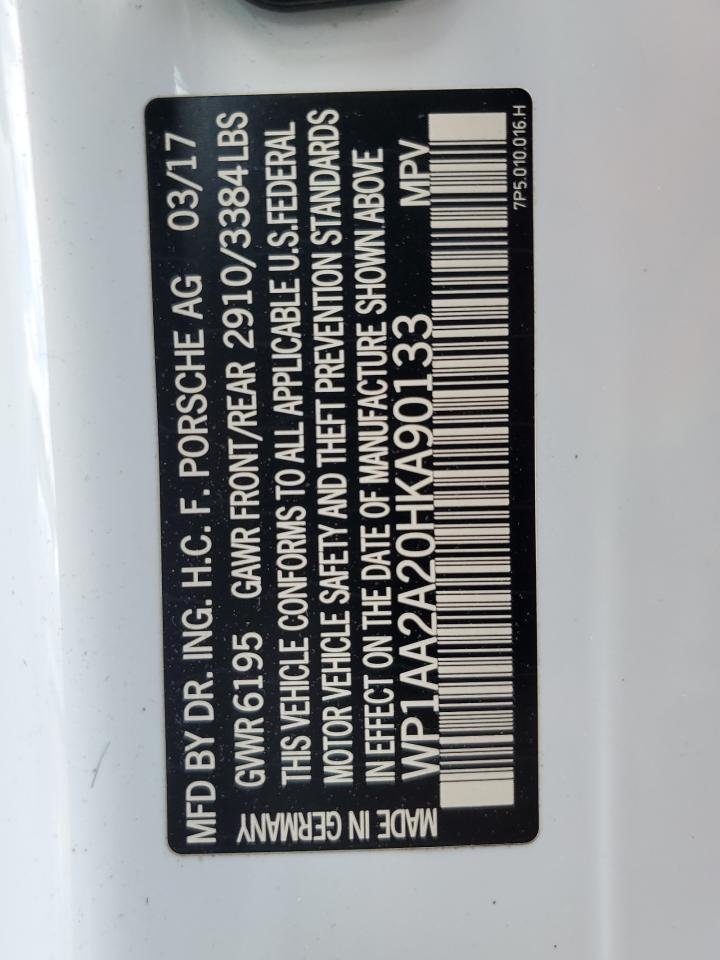 MFD BY DR. ING. H.C. F. PORSCHE AG 03/17
GVWR 6195 GAWR FRONT/REAR 2910/3384 LBS
THIS VEHICLE CONFORMS TO ALL APPLICABLE U.S.FEDERAL
MOTOR VEHICLE SAFETY AND THEFT PREVENTION STANDARDS
IN EFFECT ON THE DATE OF MANUFACTURE SHOWN ABOVE
WP1AA2A20HKA90133 MPV
MADE IN GERMANY
7P5.010.016.H